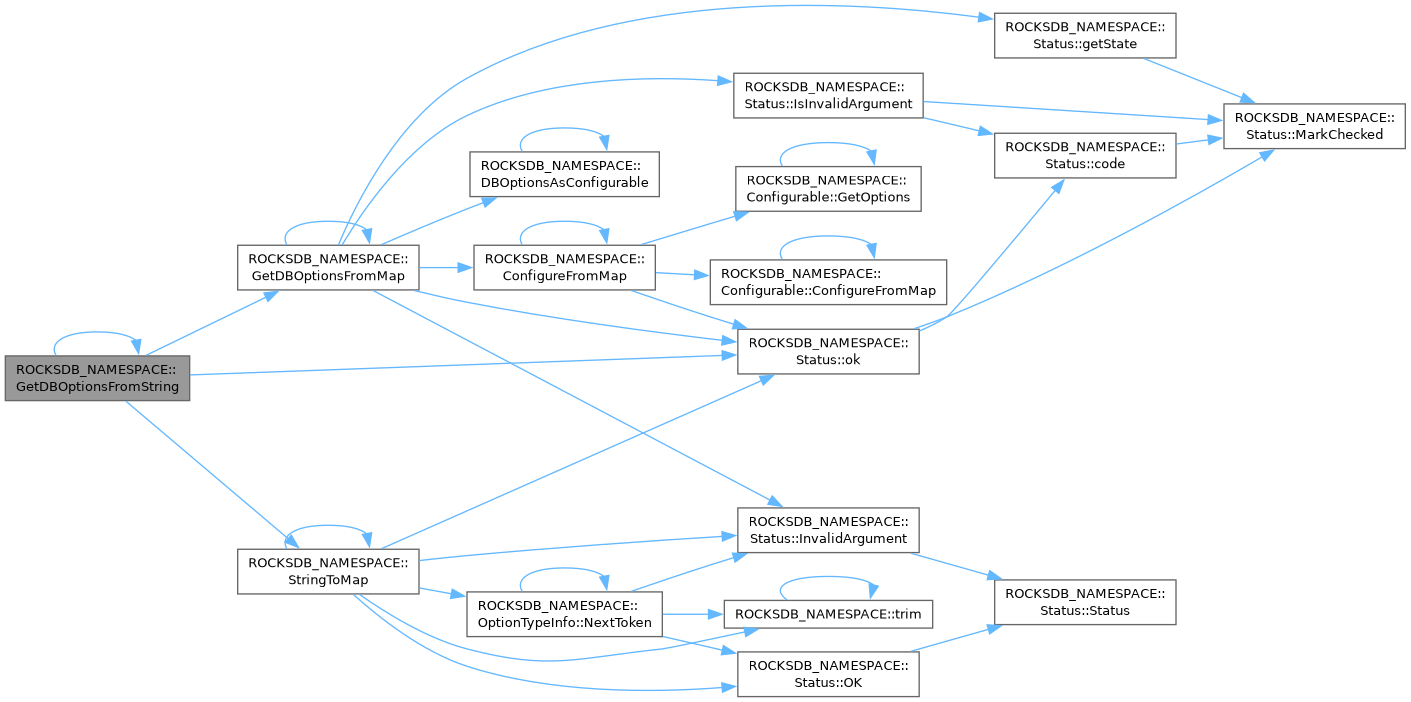 ROCKSDB_NAMESPACE::
GetDBOptionsFromString
ROCKSDB_NAMESPACE::
GetDBOptionsFromMap
ROCKSDB_NAMESPACE::
StringToMap
ROCKSDB_NAMESPACE::
DBOptionsAsConfigurable
ROCKSDB_NAMESPACE::
ConfigureFromMap
ROCKSDB_NAMESPACE::
OptionTypeInfo::NextToken
ROCKSDB_NAMESPACE::
Status::IsInvalidArgument
ROCKSDB_NAMESPACE::
Configurable::GetOptions
ROCKSDB_NAMESPACE::
Configurable::ConfigureFromMap
ROCKSDB_NAMESPACE::
Status::ok
ROCKSDB_NAMESPACE::
Status::InvalidArgument
ROCKSDB_NAMESPACE::trim
ROCKSDB_NAMESPACE::
Status::OK
ROCKSDB_NAMESPACE::
Status::getState
ROCKSDB_NAMESPACE::
Status::code
ROCKSDB_NAMESPACE::
Status::Status
ROCKSDB_NAMESPACE::
Status::MarkChecked